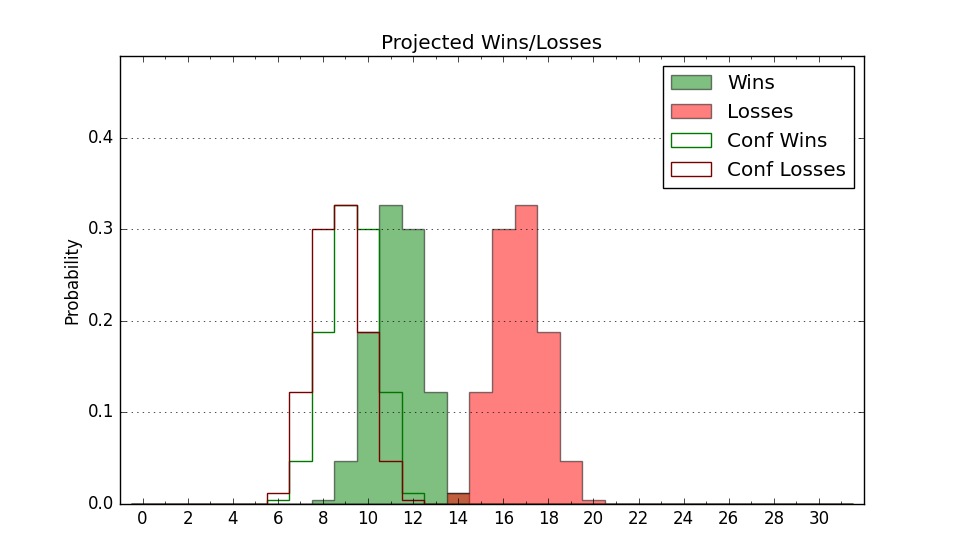 Projected Wins/Losses
Wins
Losses
Conf Wins
Conf Losses
Probability
0.4
0.3
0.2
0.1
0.0
0 2 4 6 8 10 12 14 16 18 20 22 24 26 28 30